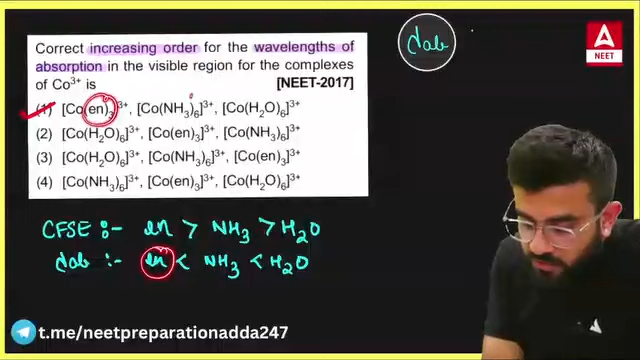 λab
A
NEET
Correct increasing order for the wavelengths of
absorption in the visible region for the complexes
of Co³⁺ is [NEET-2017]
(1) [Co(en)₃]³⁺, [Co(NH₃)₆]³⁺, [Co(H₂O)₆]³⁺
(2) [Co(H₂O)₆]³⁺, [Co(en)₃]³⁺, [Co(NH₃)₆]³⁺
(3) [Co(H₂O)₆]³⁺, [Co(NH₃)₆]³⁺, [Co(en)₃]³⁺
(4) [Co(NH₃)₆]³⁺, [Co(en)₃]³⁺, [Co(H₂O)₆]³⁺
CFSE :- en > NH₃ > H₂O
λab :- en < NH₃ < H₂O
t.me/neetpreparationadda247